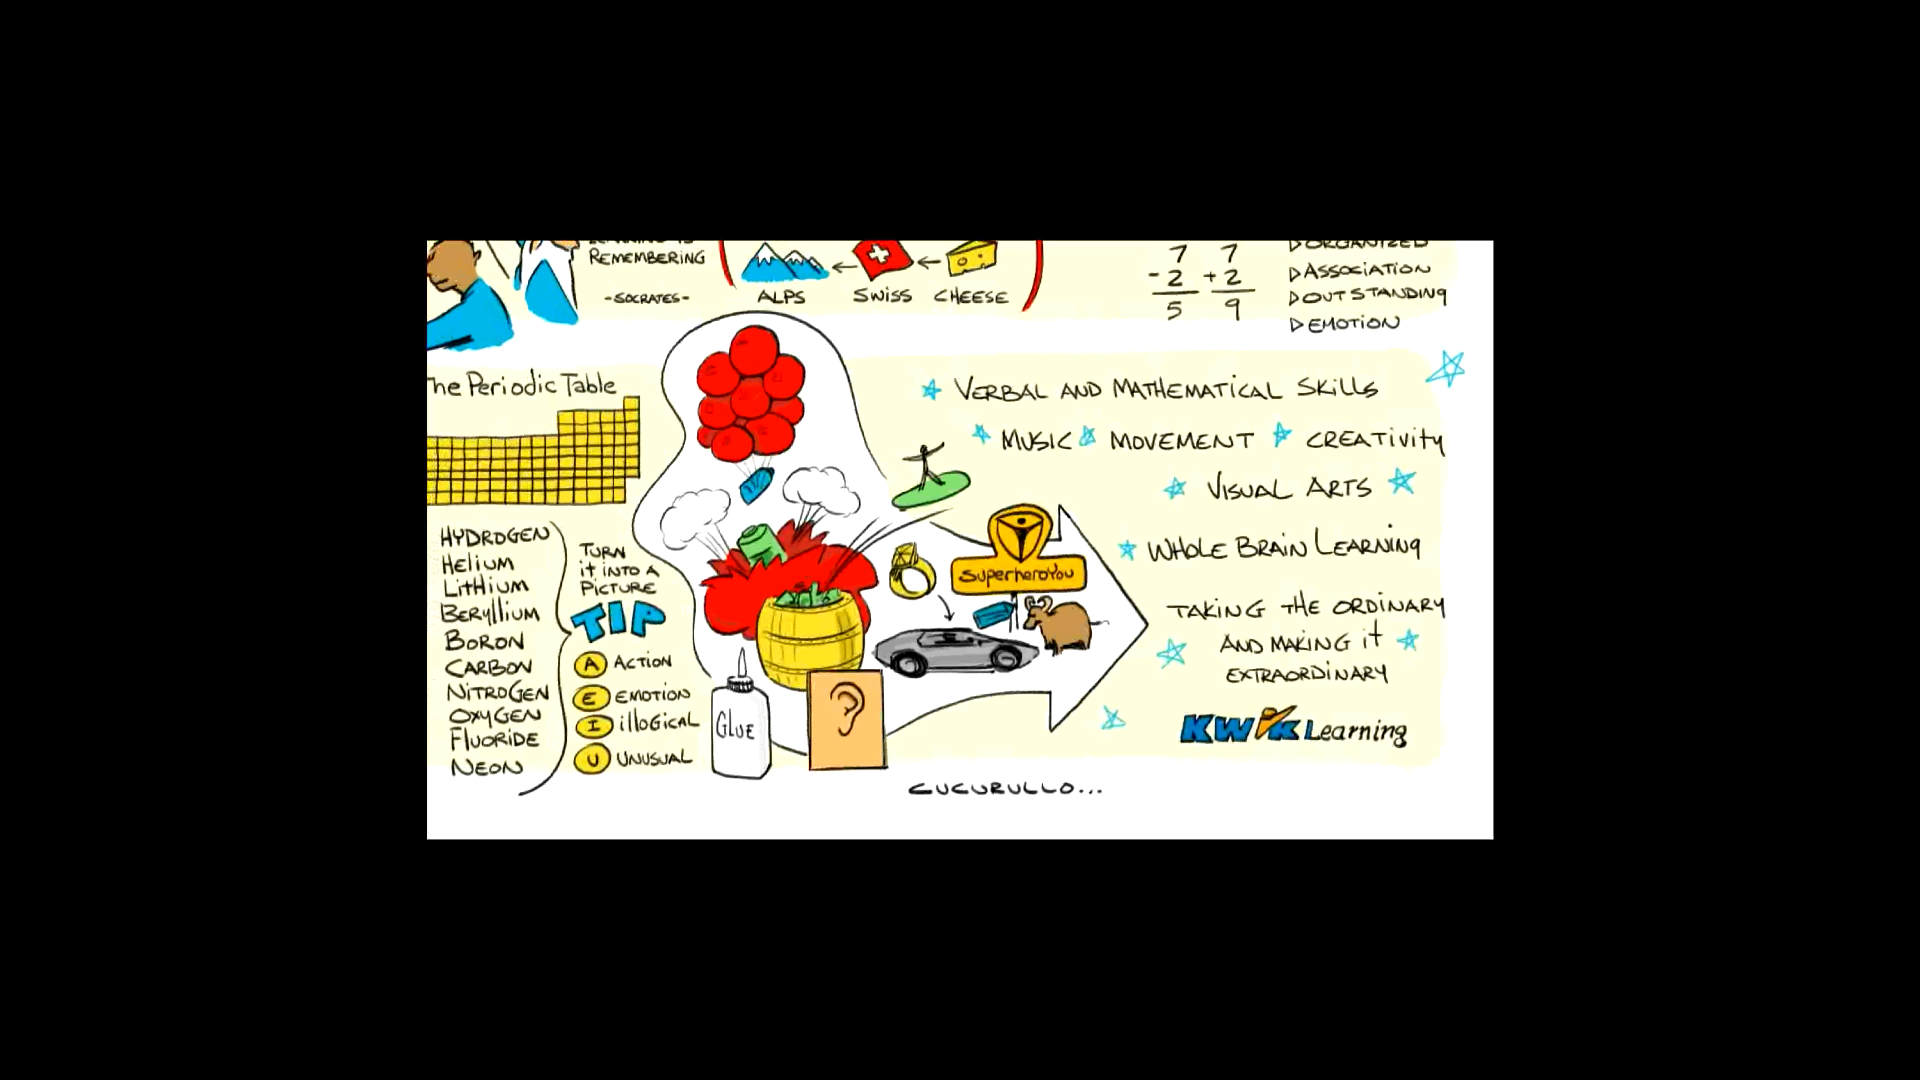 REMEMBERING
-SOCRATES-
ALPS
SWISS
CHEESE
7 7
-2 +2
5 9
ORGANIZED
ASSOCIATION
OUTSTANDING
EMOTION
The Periodic Table
HYDROGEN
HELIUM
LITHIUM
BERYLLIUM
BORON
CARBON
NITROGEN
OXYGEN
FLUORIDE
NEON
TURN
it INTO A
PICTURE
TIP
A ACTION
E EMOTION
I ILLOGICAL
U UNUSUAL
GLUE
SuperheroYou
VERBAL AND MATHEMATICAL SKILLS
MUSIC MOVEMENT CREATIVITY
VISUAL ARTS
WHOLE BRAIN LEARNING
TAKING THE ORDINARY
AND MAKING it
EXTRAORDINARY
KWIK Learning
CUCURULLO...